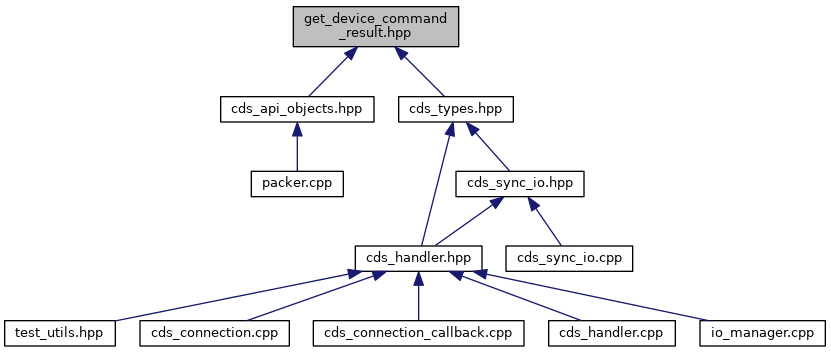 get_device_command
_result.hpp
cds_api_objects.hpp
cds_types.hpp
packer.cpp
cds_sync_io.hpp
cds_handler.hpp
cds_sync_io.cpp
test_utils.hpp
cds_connection.cpp
cds_connection_callback.cpp
cds_handler.cpp
io_manager.cpp